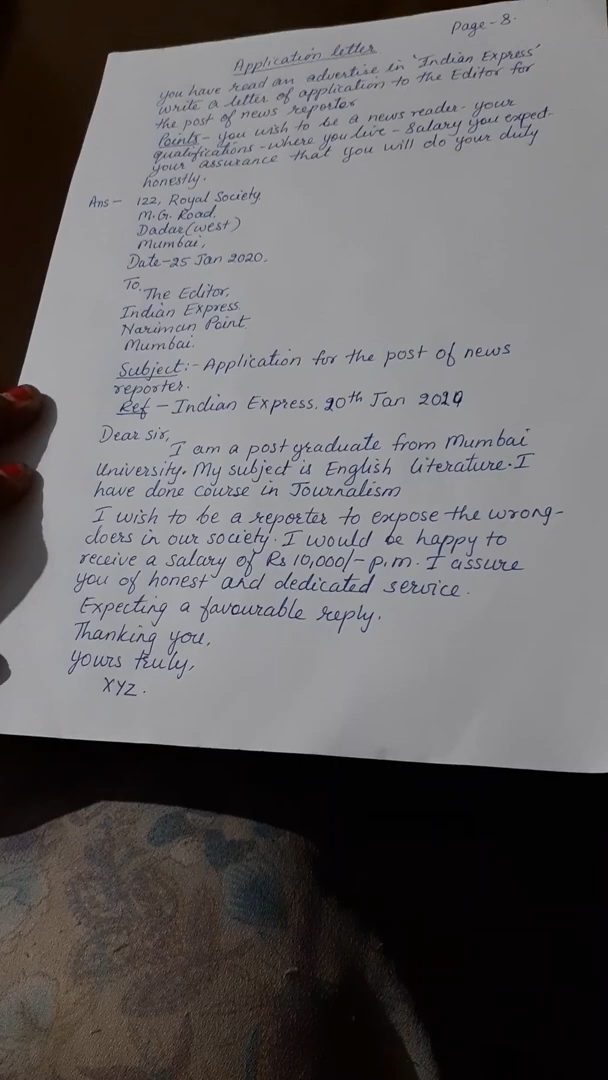 Page-8-
Application letter
you have read an advertise in 'Indian Express'
write a letter of application to the Editor for
the post of news reporter
Points - you wish to be a news reader - your
qualifications - where you live - Salary you expect-
your assurance that you will do your duty
honestly.
Ans - 122, Royal Society
M.G. Road,
Dadar (west)
Mumbai,
Date-25 Jan 2020.
To,
The Editor,
Indian Express.
Nariman Point
Mumbai.
Subject:- Application for the post of news
reporter.
Ref - Indian Express. 20th Jan
Dear sir,
I am a post graduate from Mumbai
University. My subject is English literature. I
have done course in Journalism
I wish to be a reporter to expose the wrong-
doers in our society. I would be happy to
receive a salary of Rs 10,000/- p.m. I assure
you of honest and dedicated service.
Expecting a favourable reply.
Thanking you,
yours truly,
XYZ.